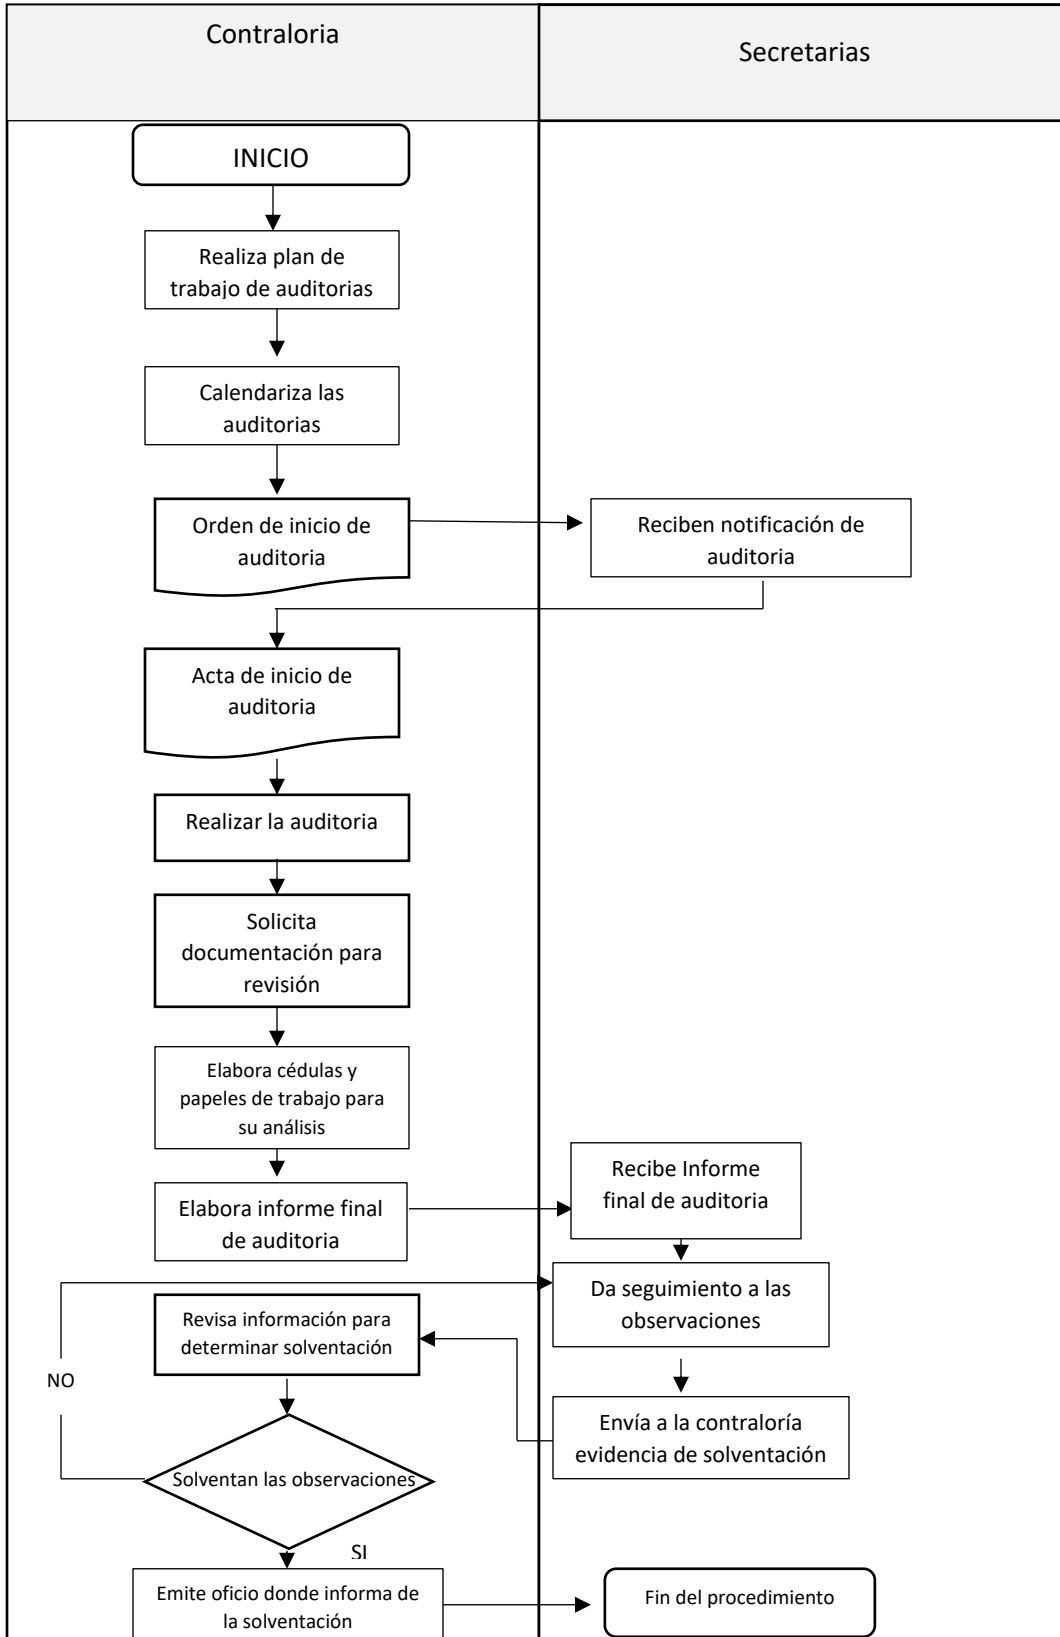 Contraloria
Secretarias
INICIO
Realiza plan de
trabajo de auditorias
Calendariza las
auditorias
Orden de inicio de
auditoria
Reciben notificación de
auditoria
Acta de inicio de
auditoria
Realizar la auditoria
Solicita
documentación para
revisión
Elabora cédulas y
papeles de trabajo para
su análisis
Elabora informe final
de auditoria
Recibe Informe
final de auditoria
Da seguimiento a las
observaciones
Revisa información para
determinar solventación
NO
Envía a la contraloría
evidencia de solventación
Solventan las observaciones
SI
Emite oficio donde informa de
la solventación
Fin del procedimiento